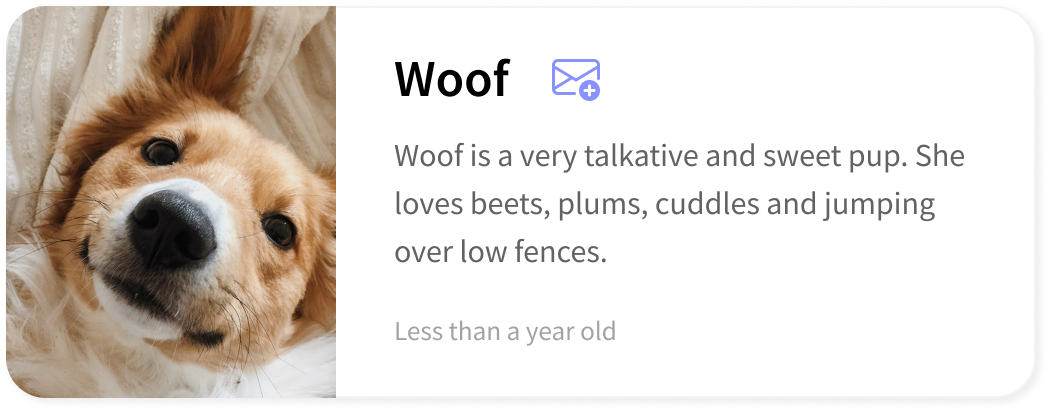 Woof
Woof is a very talkative and sweet pup. She
loves beets, plums, cuddles and jumping
over low fences.
Less than a year old